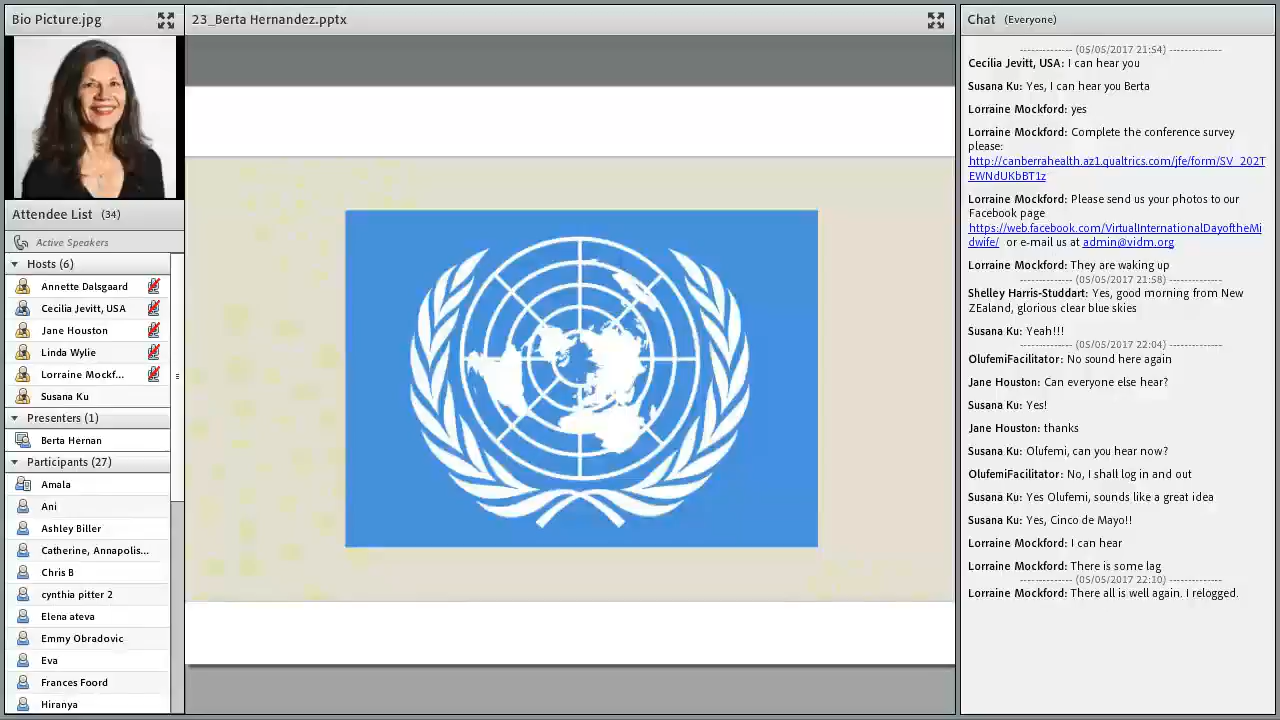 Bio Picture.jpg
Attendee List (34)
Active Speakers
Hosts (6)
Annette Dalsgaard
Cecilia Jevitt, USA
Jane Houston
Linda Wylie
Lorraine Mockf...
Susana Ku
Presenters (1)
Berta Hernan
Participants (27)
Amala
Ani
Ashley Biller
Catherine, Annapolis...
Chris B
cynthia pitter 2
Elena ateva
Emmy Obradovic
Eva
Frances Foord
Hiranya
23_Berta Hernandez.pptx
Chat (Everyone)
-------------- (05/05/2017 21:54) --------------
Cecilia Jevitt, USA: I can hear you
Susana Ku: Yes, I can hear you Berta
Lorraine Mockford: yes
Lorraine Mockford: Complete the conference survey
please:
http://canberrahealth.az1.qualtrics.com/jfe/form/SV_202T
EWNdUKbBT1z
Lorraine Mockford: Please send us your photos to our
Facebook page
https://web.facebook.com/VirtualInternationalDayoftheMi
dwife/ or e-mail us at admin@vidm.org
Lorraine Mockford: They are waking up
-------------- (05/05/2017 21:58) --------------
Shelley Harris-Studdart: Yes, good morning from New
ZEaland, glorious clear blue skies
Susana Ku: Yeah!!!
-------------- (05/05/2017 22:04) --------------
OlufemiFacilitator: No sound here again
Jane Houston: Can everyone else hear?
Susana Ku: Yes!
Jane Houston: thanks
Susana Ku: Olufemi, can you hear now?
OlufemiFacilitator: No, I shall log in and out
Susana Ku: Yes Olufemi, sounds like a great idea
Susana Ku: Yes, Cinco de Mayo!!
Lorraine Mockford: I can hear
Lorraine Mockford: There is some lag
-------------- (05/05/2017 22:10) --------------
Lorraine Mockford: There all is well again. I relogged.